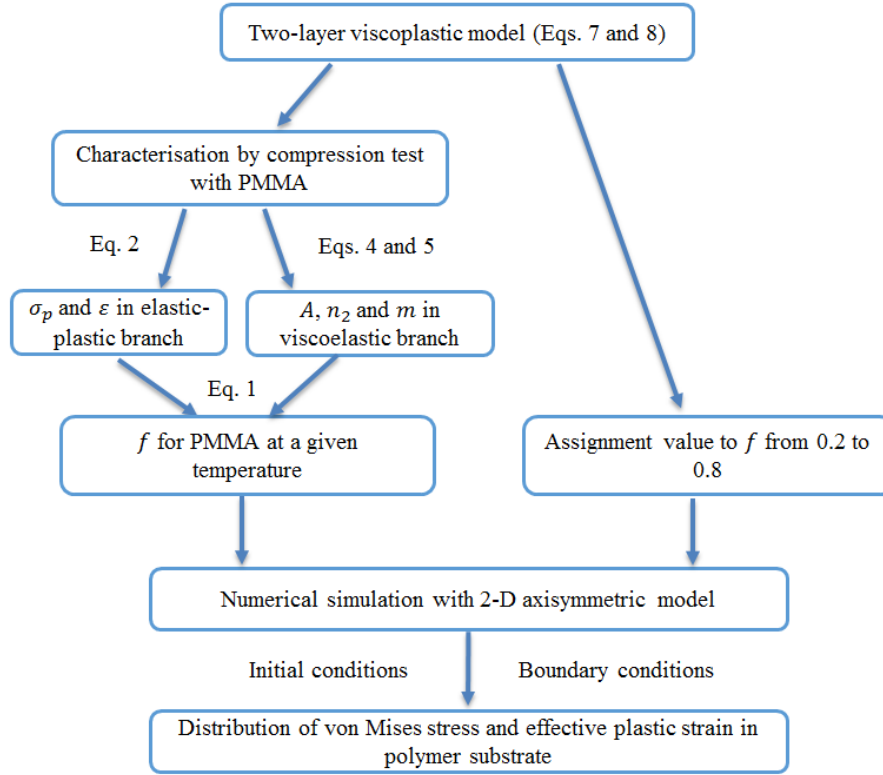 Two-layer viscoplastic model (Eqs. 7 and 8)
Characterisation by compression test
with PMMA
Eq. 2
Eqs. 4 and 5
σₚ and ε in elastic-
plastic branch
A, n₂ and m in
viscoelastic branch
Eq. 1
f for PMMA at a given
temperature
Assignment value to f from 0.2 to
0.8
Numerical simulation with 2-D axisymmetric model
Initial conditions
Boundary conditions
Distribution of von Mises stress and effective plastic strain in
polymer substrate